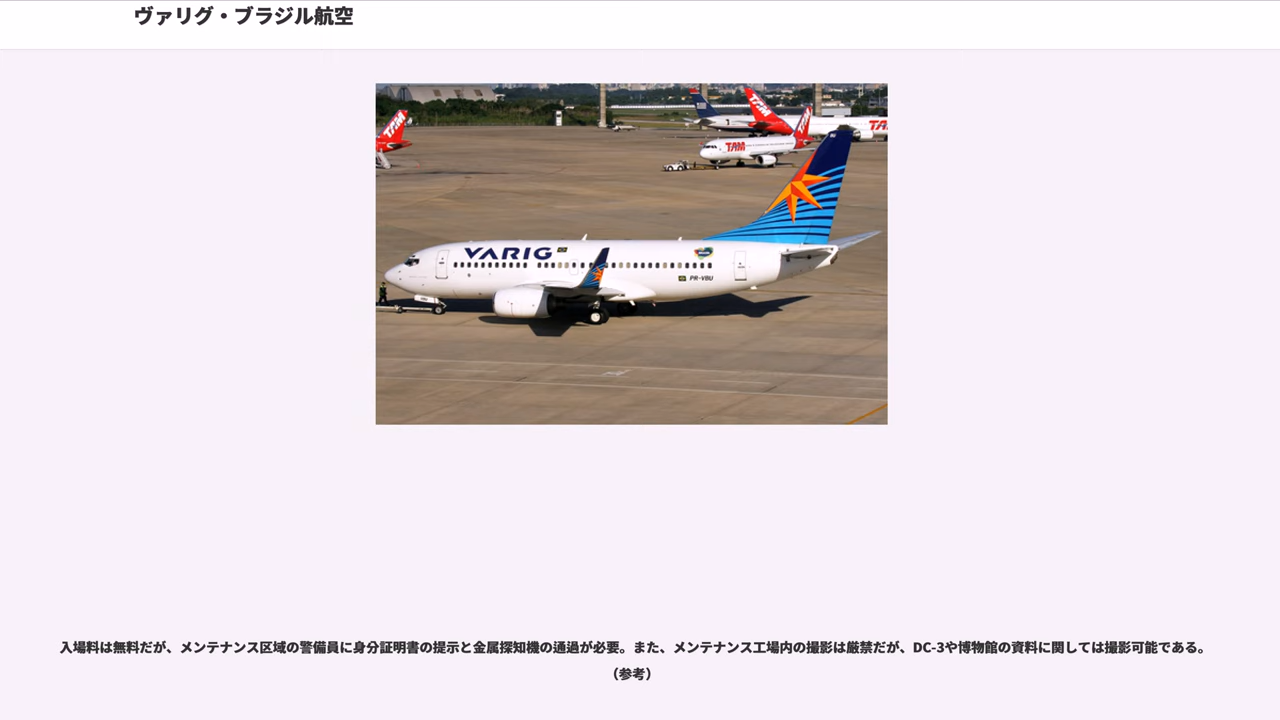 ヴァリグ・ブラジル航空
TAM
TAM
TAM
TA
VARIG
PR-VBU
入場料は無料だが、メンテナンス区域の警備員に身分証明書の提示と金属探知機の通過が必要。また、メンテナンス工場内の撮影は厳禁だが、DC-3や博物館の資料に関しては撮影可能である。
（参考）